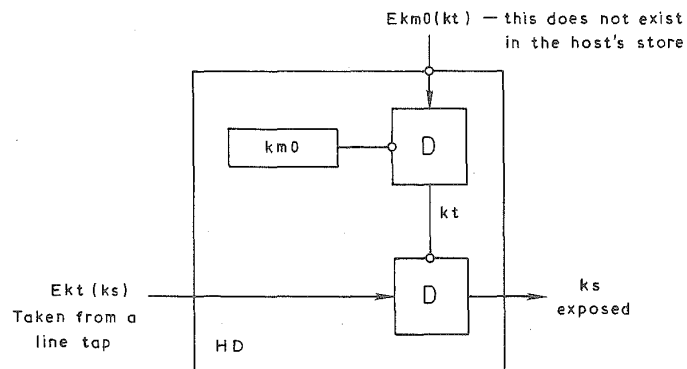 Ekm0(kt) — this does not exist
in the host's store
km0
D
kt
Ekt(ks)
Taken from a
line tap
D
ks
exposed
HD